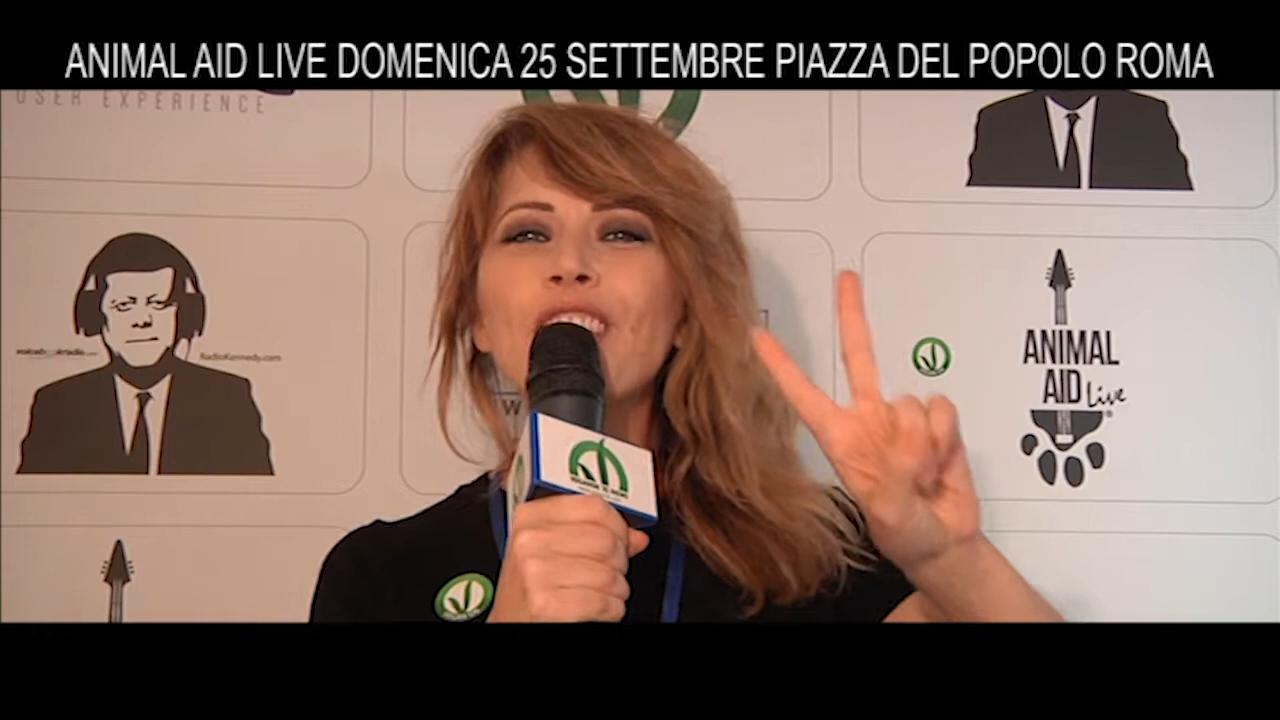 ANIMAL AID LIVE DOMENICA 25 SETTEMBRE PIAZZA DEL POPOLO ROMA
USER EXPERIENCE
RadioKennedy.com
ANIMAL
AID Live
W